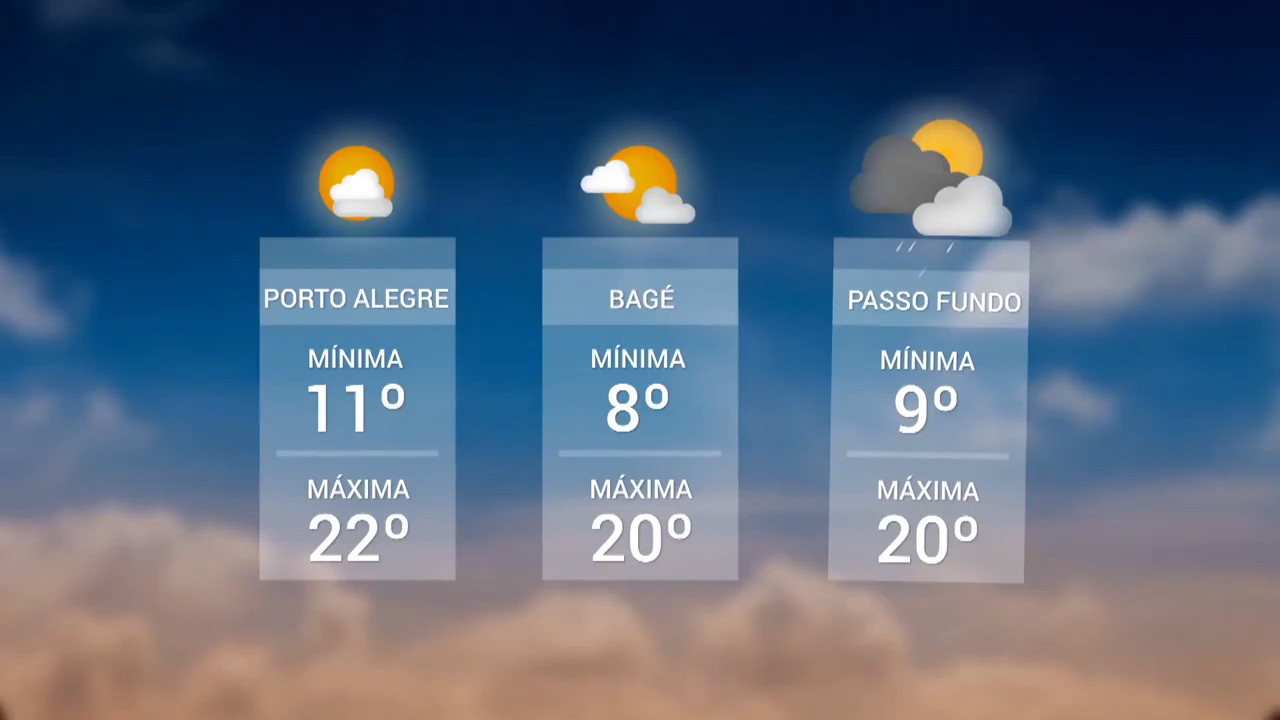 PORTO ALEGRE
MÍNIMA
11º
MÁXIMA
22º
BAGÉ
MÍNIMA
8º
MÁXIMA
20º
PASSO FUNDO
MÍNIMA
9º
MÁXIMA
20º